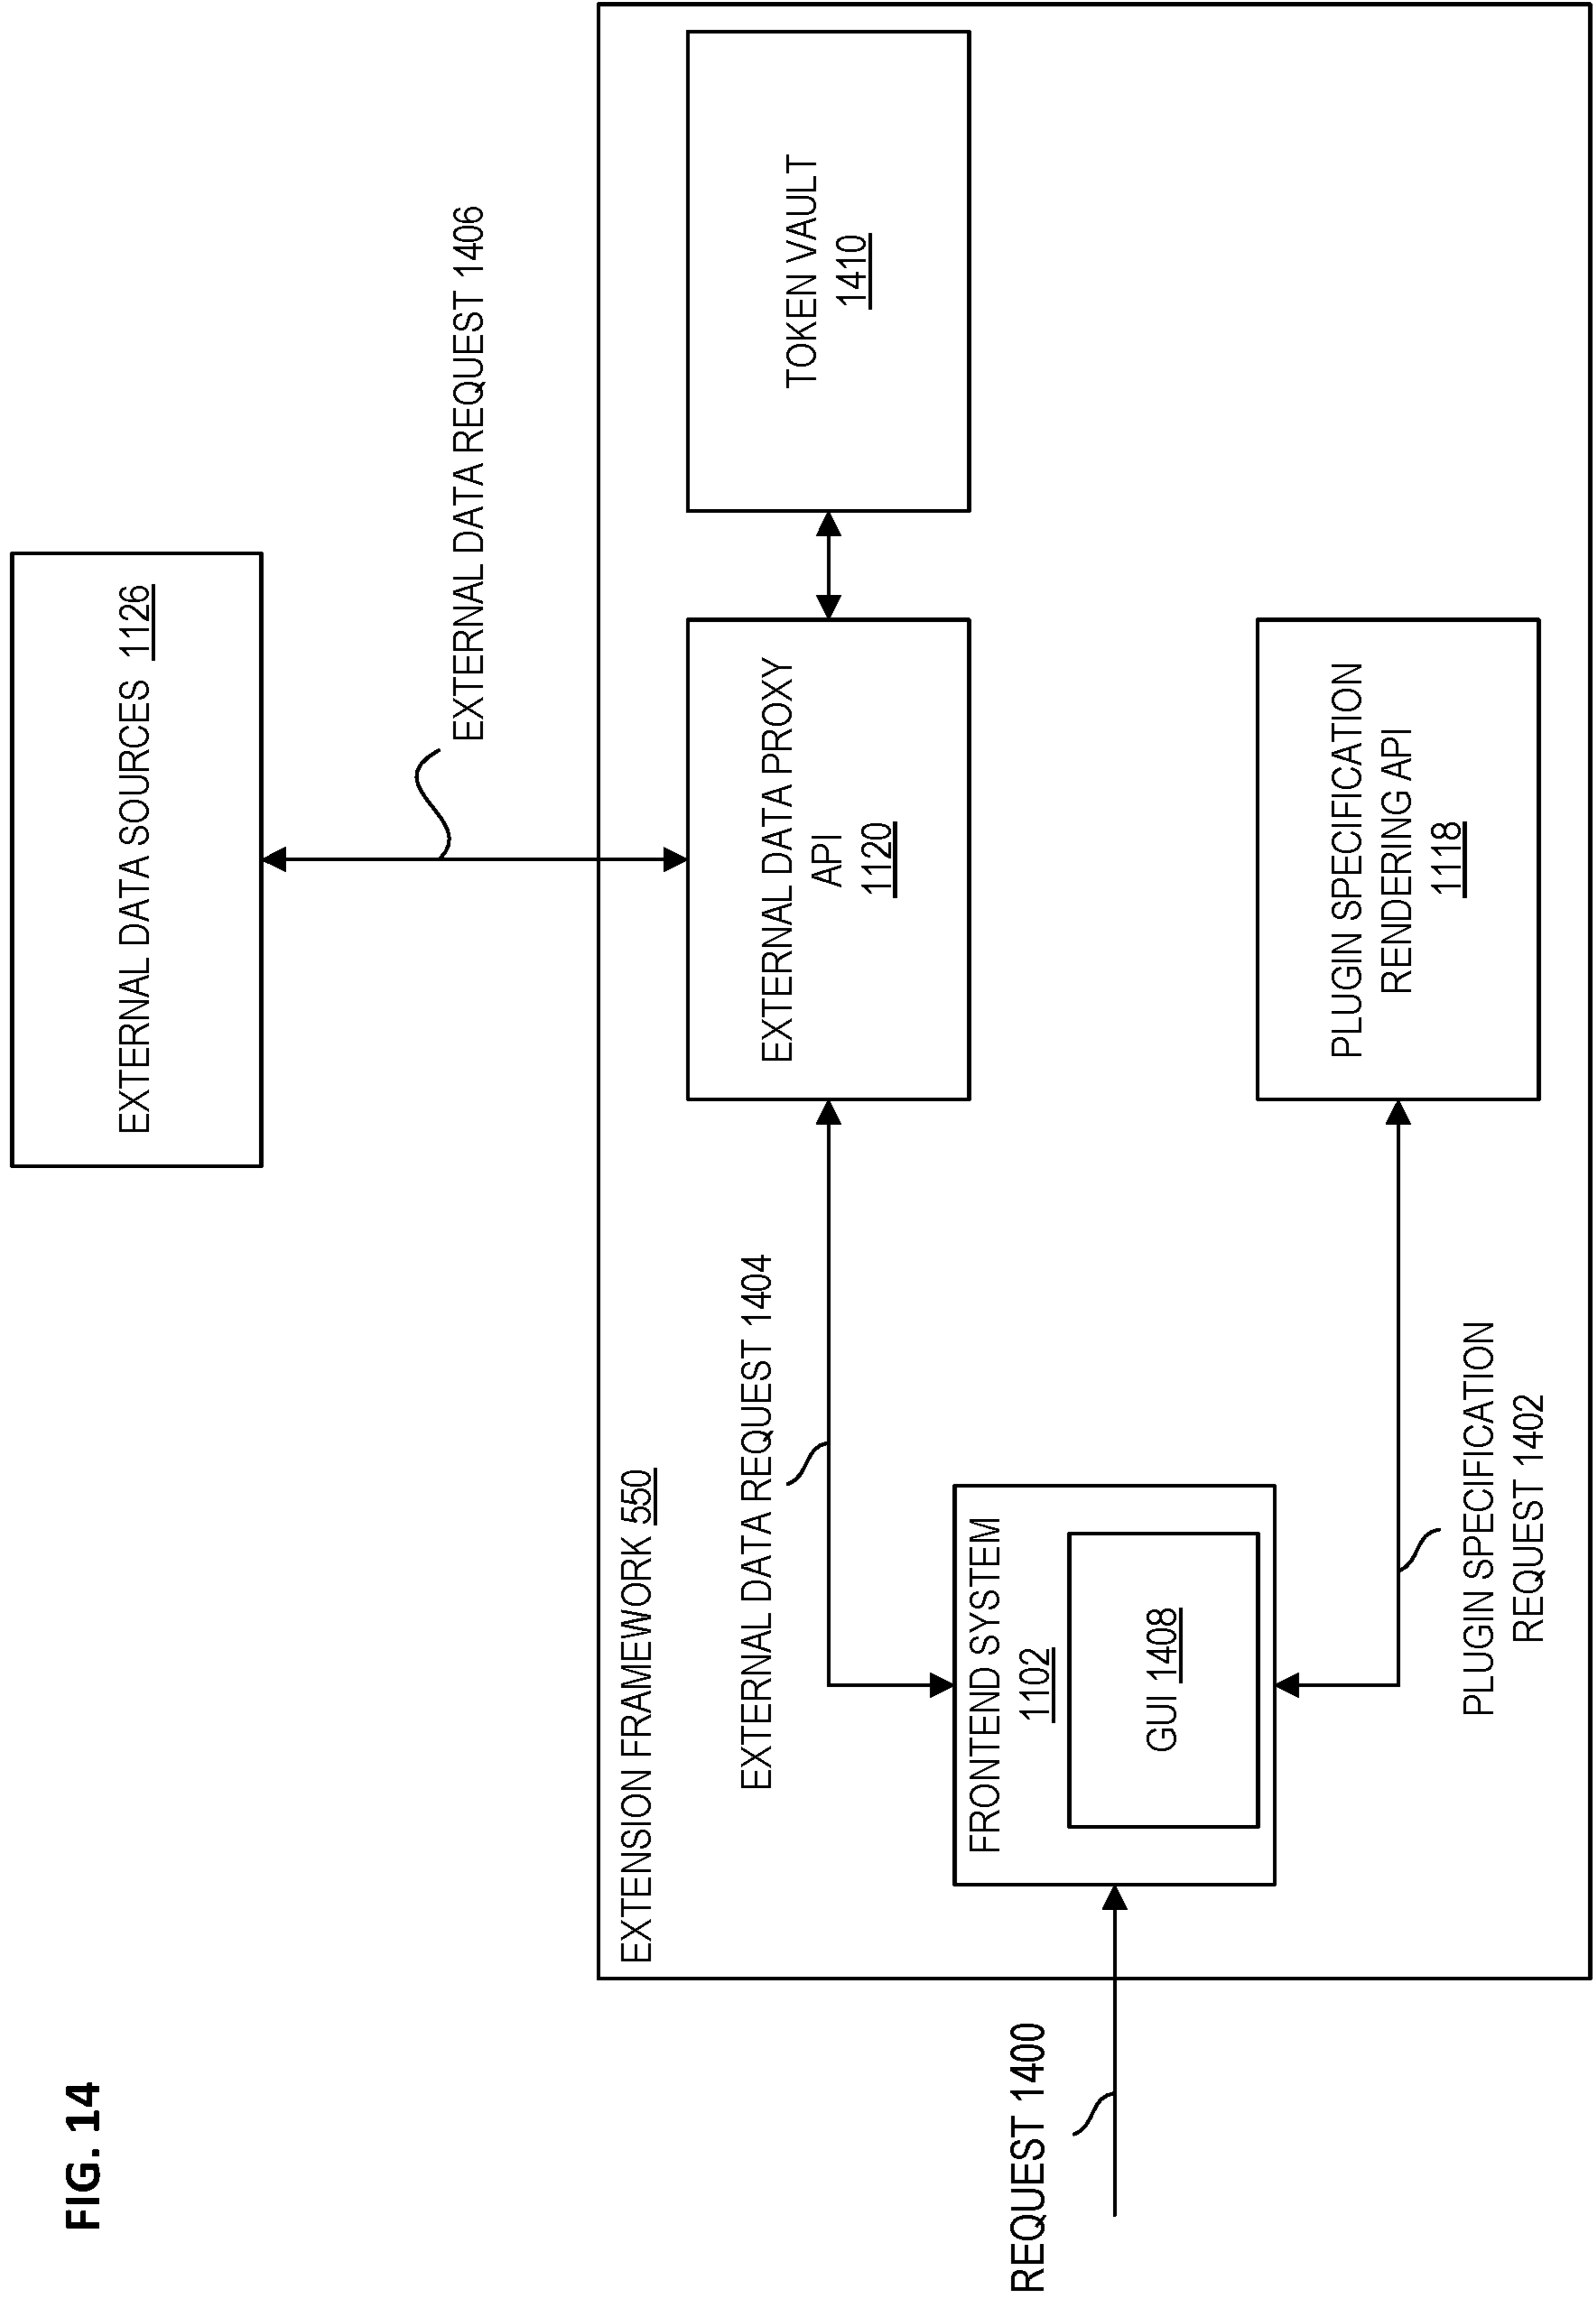 FIG. 14
EXTERNAL DATA SOURCES 1126
EXTERNAL DATA REQUEST 1406
EXTENSION FRAMEWORK 550
EXTERNAL DATA REQUEST 1404
EXTERNAL DATA PROXY
API
1120
TOKEN VAULT
1410
REQUEST 1400
FRONTEND SYSTEM
1102
GUI 1408
PLUGIN SPECIFICATION
RENDERING API
1118
PLUGIN SPECIFICATION
REQUEST 1402